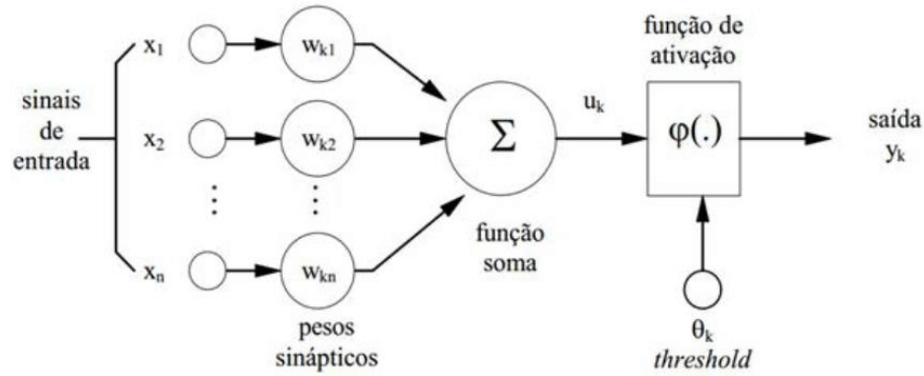 sinais
de
entrada
x₁
x₂
⋮
xₙ
wₖ₁
wₖ₂
⋮
wₖₙ
pesos
sinápticos
Σ
função
soma
uₖ
função de
ativação
φ(.)
θₖ
threshold
saída
yₖ